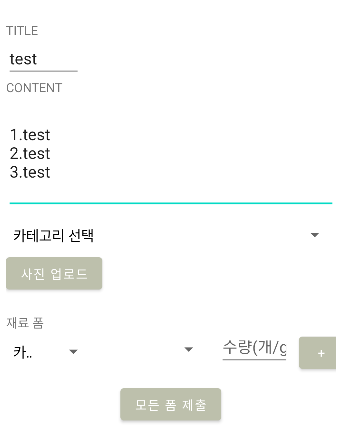 TITLE
test
CONTENT
1.test
2.test
3.test
카테고리 선택
사진 업로드
재료 폼
카..
수량(개/g
+
모든 폼 제출